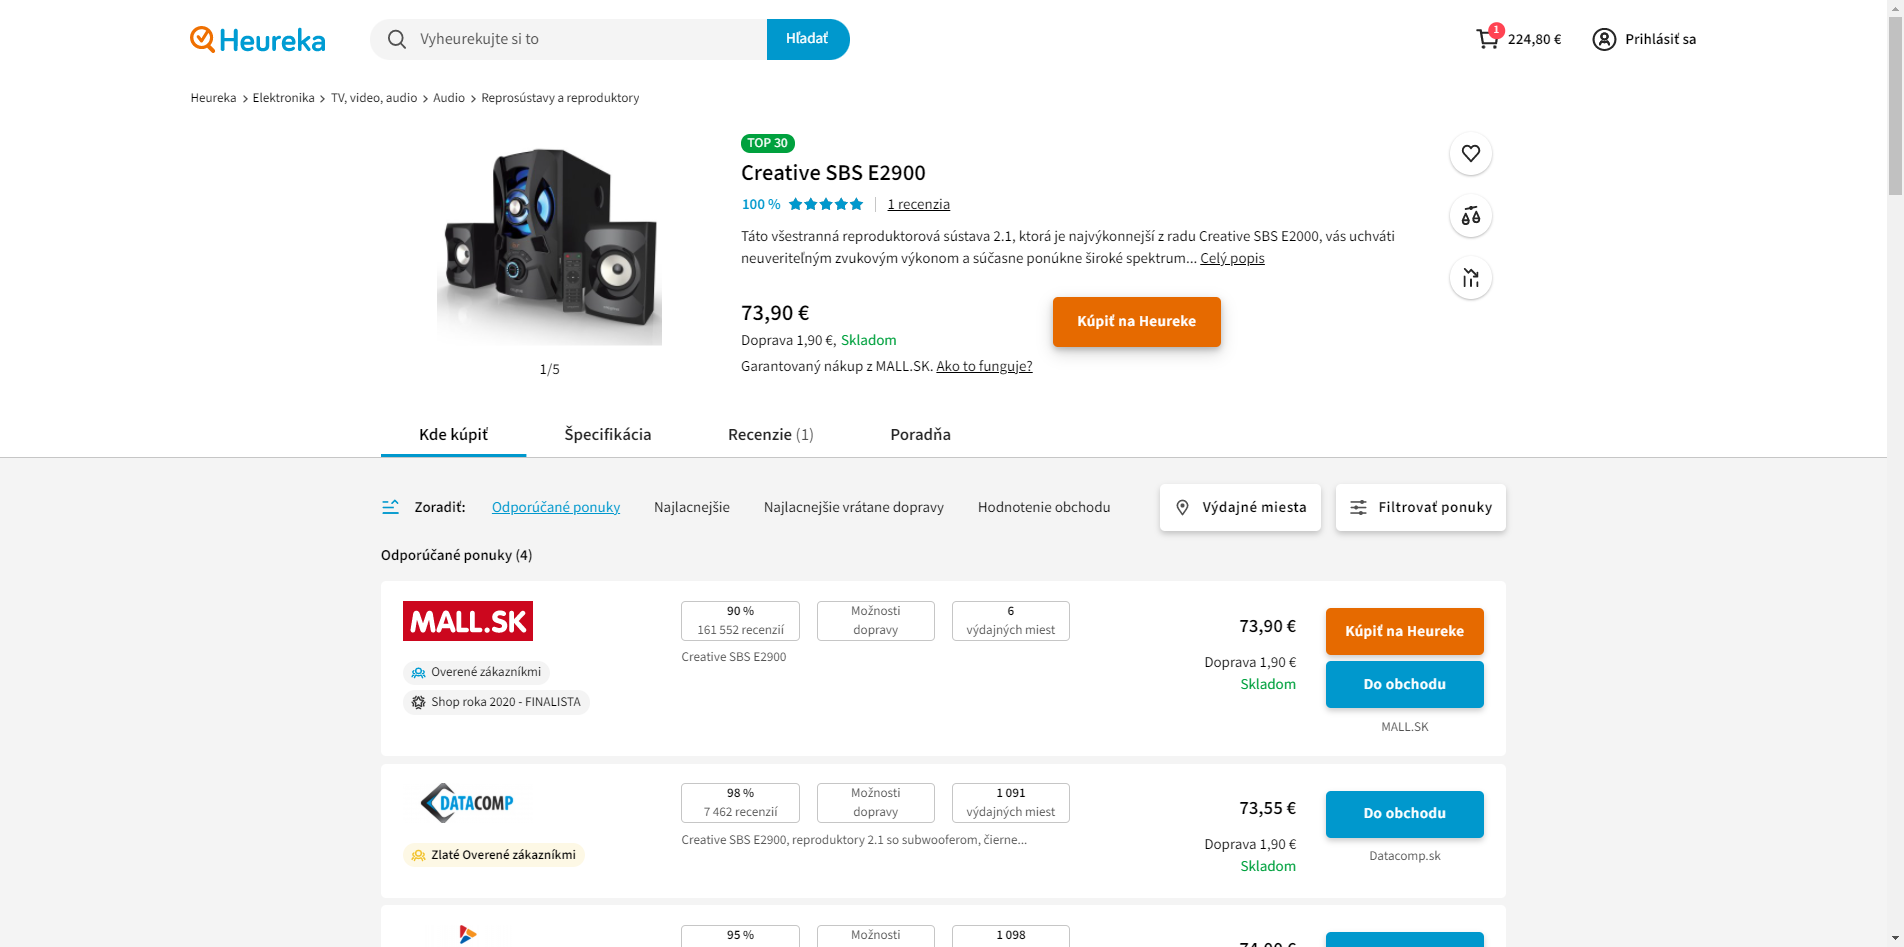 Heureka
Vyheurekujte si to
Hľadať
1
224,80 €
Prihlásiť sa
Heureka
Elektronika
TV, video, audio
Audio
Reprosústavy a reproduktory
TOP 30
Creative SBS E2900
100 %
1 recenzia
Táto všestranná reproduktorová sústava 2.1, ktorá je najvýkonnejší z radu Creative SBS E2000, vás uchváti
neuveriteľným zvukovým výkonom a súčasne ponúkne široké spektrum... Celý popis
73,90 €
Doprava 1,90 €, Skladom
Garantovaný nákup z MALL.SK. Ako to funguje?
Kúpiť na Heureke
1/5
Kde kúpiť
Špecifikácia
Recenzie (1)
Poradňa
Zoradiť:
Odporúčané ponuky
Najlacnejšie
Najlacnejšie vrátane dopravy
Hodnotenie obchodu
Výdajné miesta
Filtrovať ponuky
Odporúčané ponuky (4)
MALL.SK
Overené zákazníkmi
Shop roka 2020 - FINALISTA
90 %
161 552 recenzií
Možnosti
dopravy
6
výdajných miest
Creative SBS E2900
73,90 €
Doprava 1,90 €
Skladom
Kúpiť na Heureke
Do obchodu
MALL.SK
DATACOMP
Zlaté Overené zákazníkmi
98 %
7 462 recenzií
Možnosti
dopravy
1 091
výdajných miest
Creative SBS E2900, reproduktory 2.1 so subwooferom, čierne...
73,55 €
Doprava 1,90 €
Skladom
Do obchodu
Datacomp.sk
95 %
Možnosti
1 098